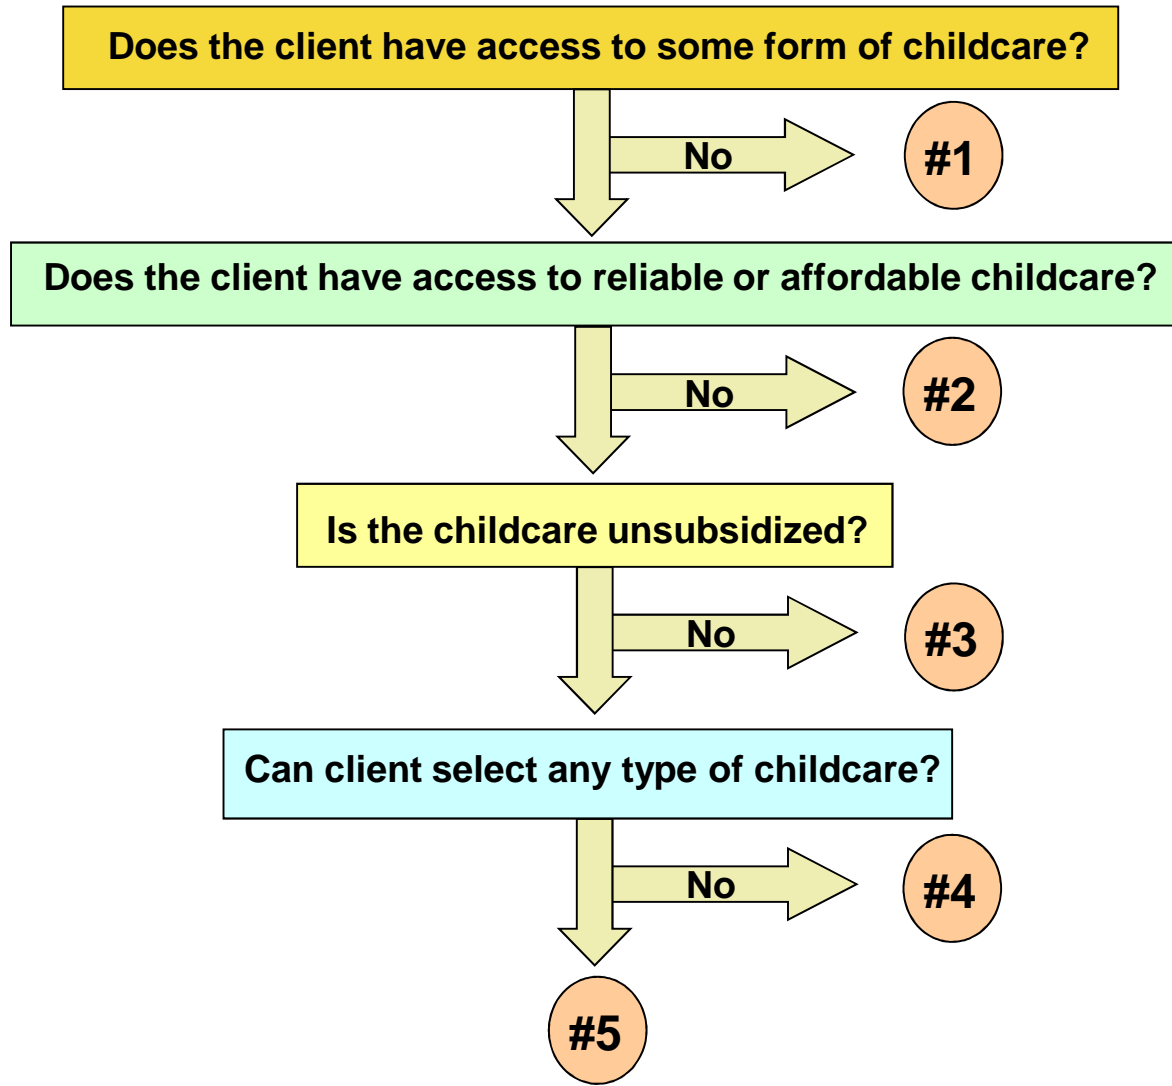 Does the client have access to some form of childcare?
No
#1
Does the client have access to reliable or affordable childcare?
No
#2
Is the childcare unsubsidized?
No
#3
Can client select any type of childcare?
No
#4
#5